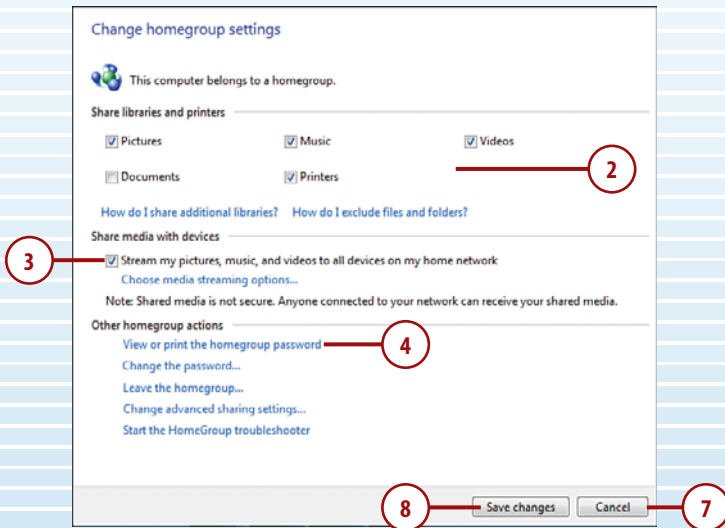 Change homegroup settings
This computer belongs to a homegroup.
Share libraries and printers
Pictures Music Videos
2
Documents Printers
How do I share additional libraries? How do I exclude files and folders?
Share media with devices
3
Stream my pictures, music, and videos to all devices on my home network
Choose media streaming options...
Note: Shared media is not secure. Anyone connected to your network can receive your shared media.
Other homegroup actions
View or print the homegroup password
4
Change the password...
Leave the homegroup...
Change advanced sharing settings...
Start the HomeGroup troubleshooter
8 Save changes Cancel 7